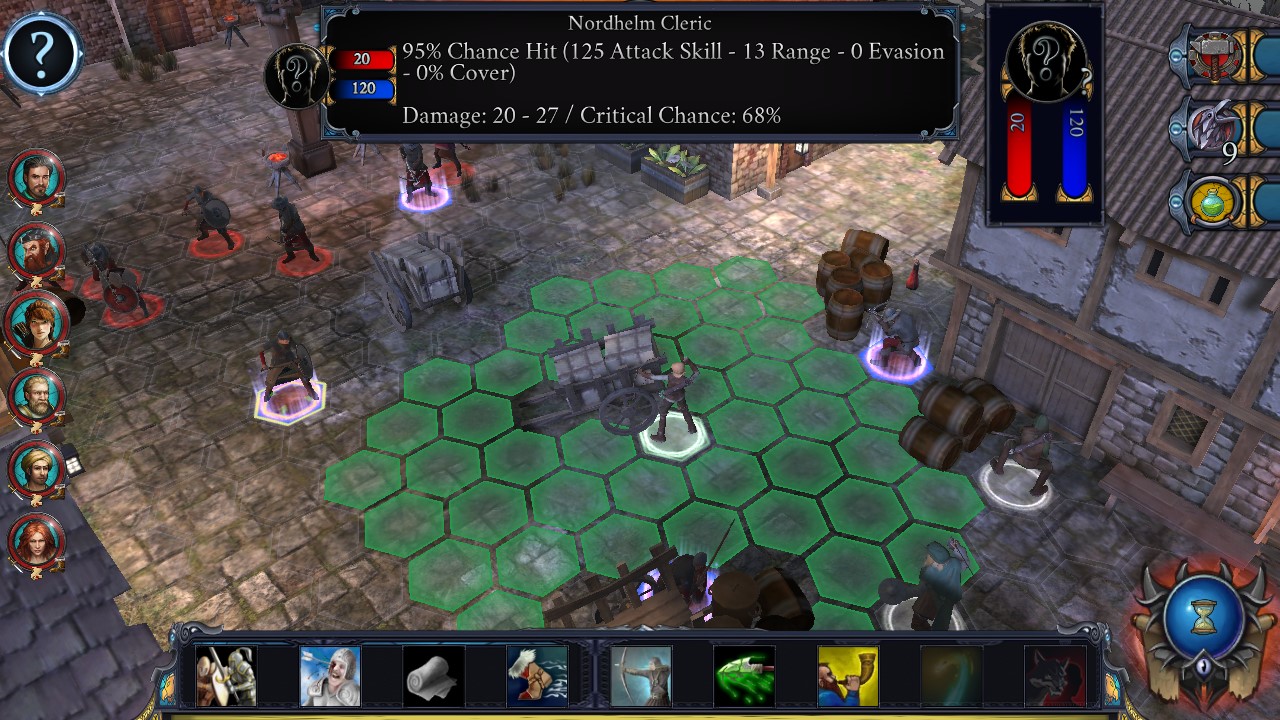 Nordhelm Cleric
20
95% Chance Hit (125 Attack Skill - 13 Range - 0 Evasion
120
- 0% Cover)
Damage: 20 - 27 / Critical Chance: 68%
?
?
?
?
20
120
9